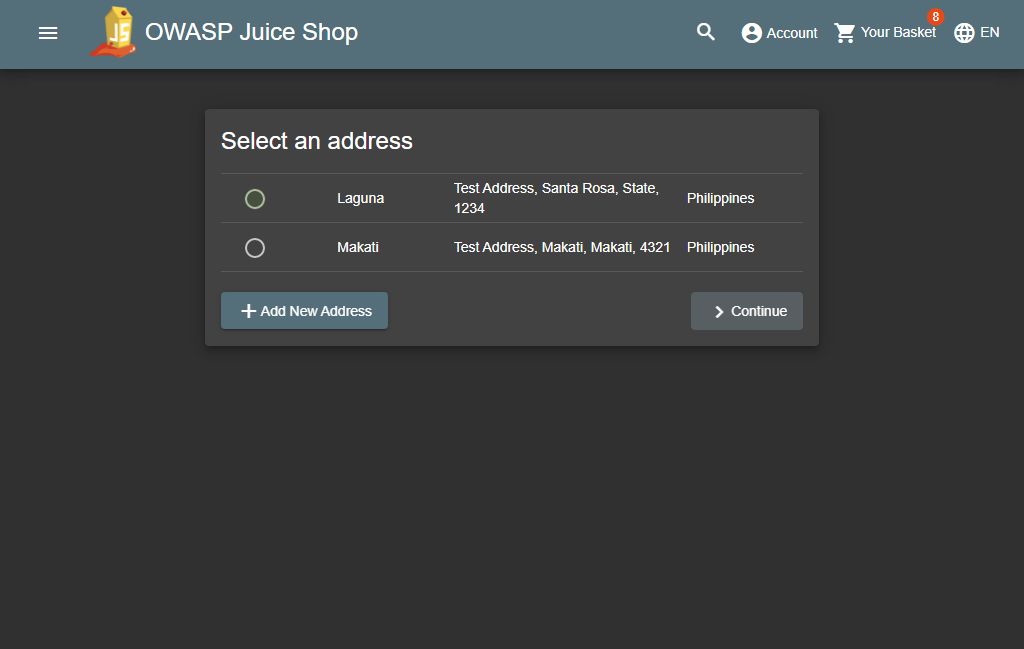 JS
OWASP Juice Shop
Account
8
Your Basket
EN
Select an address
Laguna
Test Address, Santa Rosa, State,
1234
Philippines
Makati
Test Address, Makati, Makati, 4321
Philippines
Add New Address
Continue